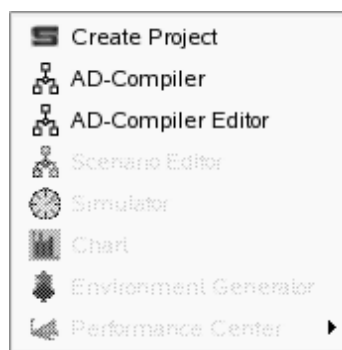 Create Project
AD-Compiler
AD-Compiler Editor
Scenario Editor
Simulator
Chart
Environment Generator
Performance Center